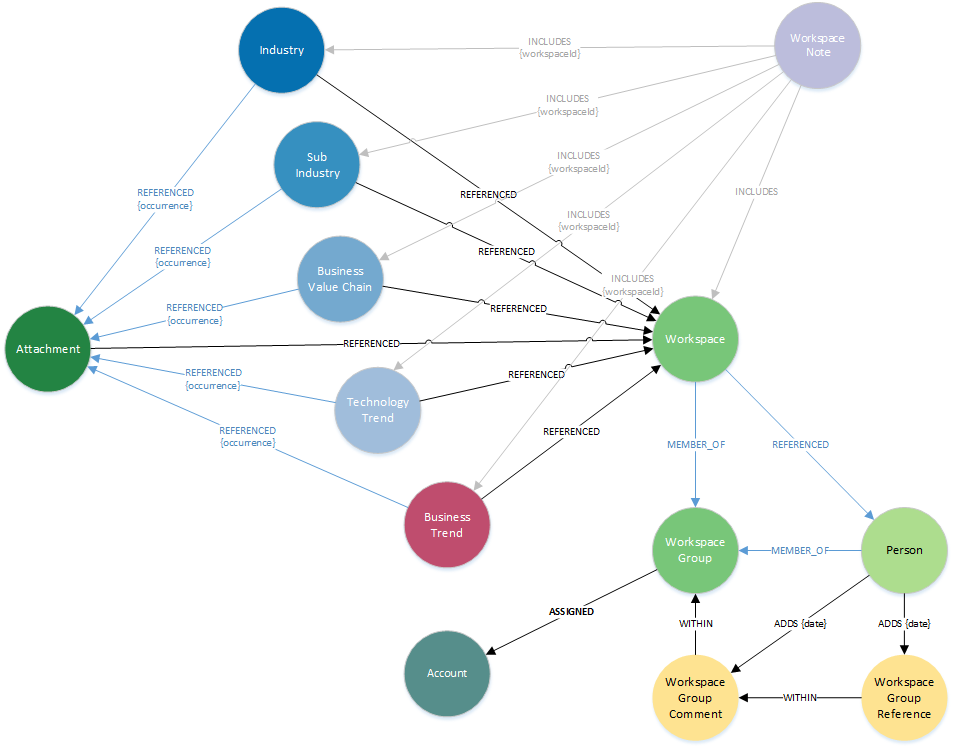 Industry
INCLUDES
{workspaceId}
Workspace
Note
INCLUDES
{workspaceId}
Sub
Industry
INCLUDES
{workspaceId}
REFERENCED
{occurrence}
REFERENCED
INCLUDES
INCLUDES
{workspaceId}
REFERENCED
{occurrence}
REFERENCED
Business
Value Chain
INCLUDES
{workspaceId}
REFERENCED
{occurrence}
REFERENCED
Attachment
REFERENCED
Workspace
REFERENCED
{occurrence}
REFERENCED
Technology
Trend
REFERENCED
{occurrence}
REFERENCED
MEMBER_OF
REFERENCED
Business
Trend
Workspace
Group
MEMBER_OF
Person
ASSIGNED
WITHIN
ADDS {date}
ADDS {date}
Account
Workspace
Group
Comment
WITHIN
Workspace
Group
Reference